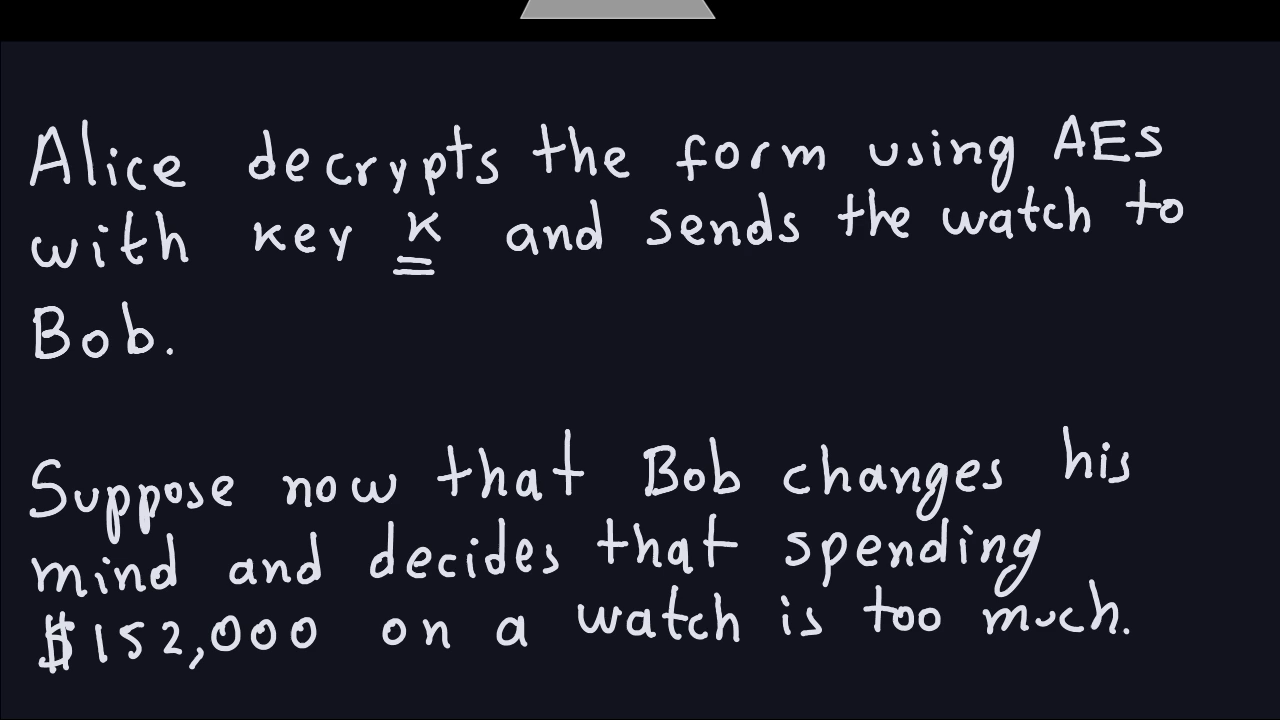 Alice decrypts the form using AES
with key K and sends the watch to
Bob.
Suppose now that Bob changes his
mind and decides that spending
$152,000 on a watch is too much.